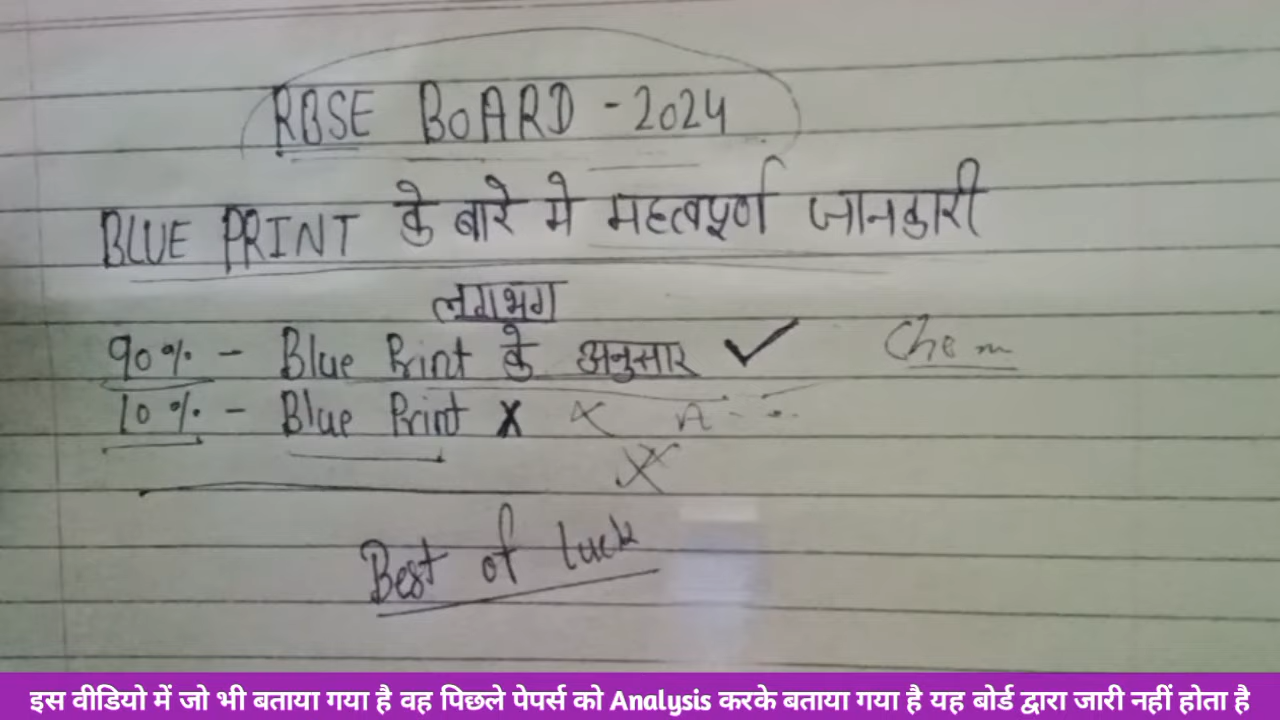 RBSE BOARD - 2024
BLUE PRINT के बारे मे महत्वपूर्ण जानकारी
लगभग
90% - Blue Print के अनुसार ✓ Chem
10% - Blue Print x x
x
Best of luck
इस वीडियो में जो भी बताया गया है वह पिछले पेपर्स को Analysis करके बताया गया है यह बोर्ड द्वारा जारी नहीं होता है